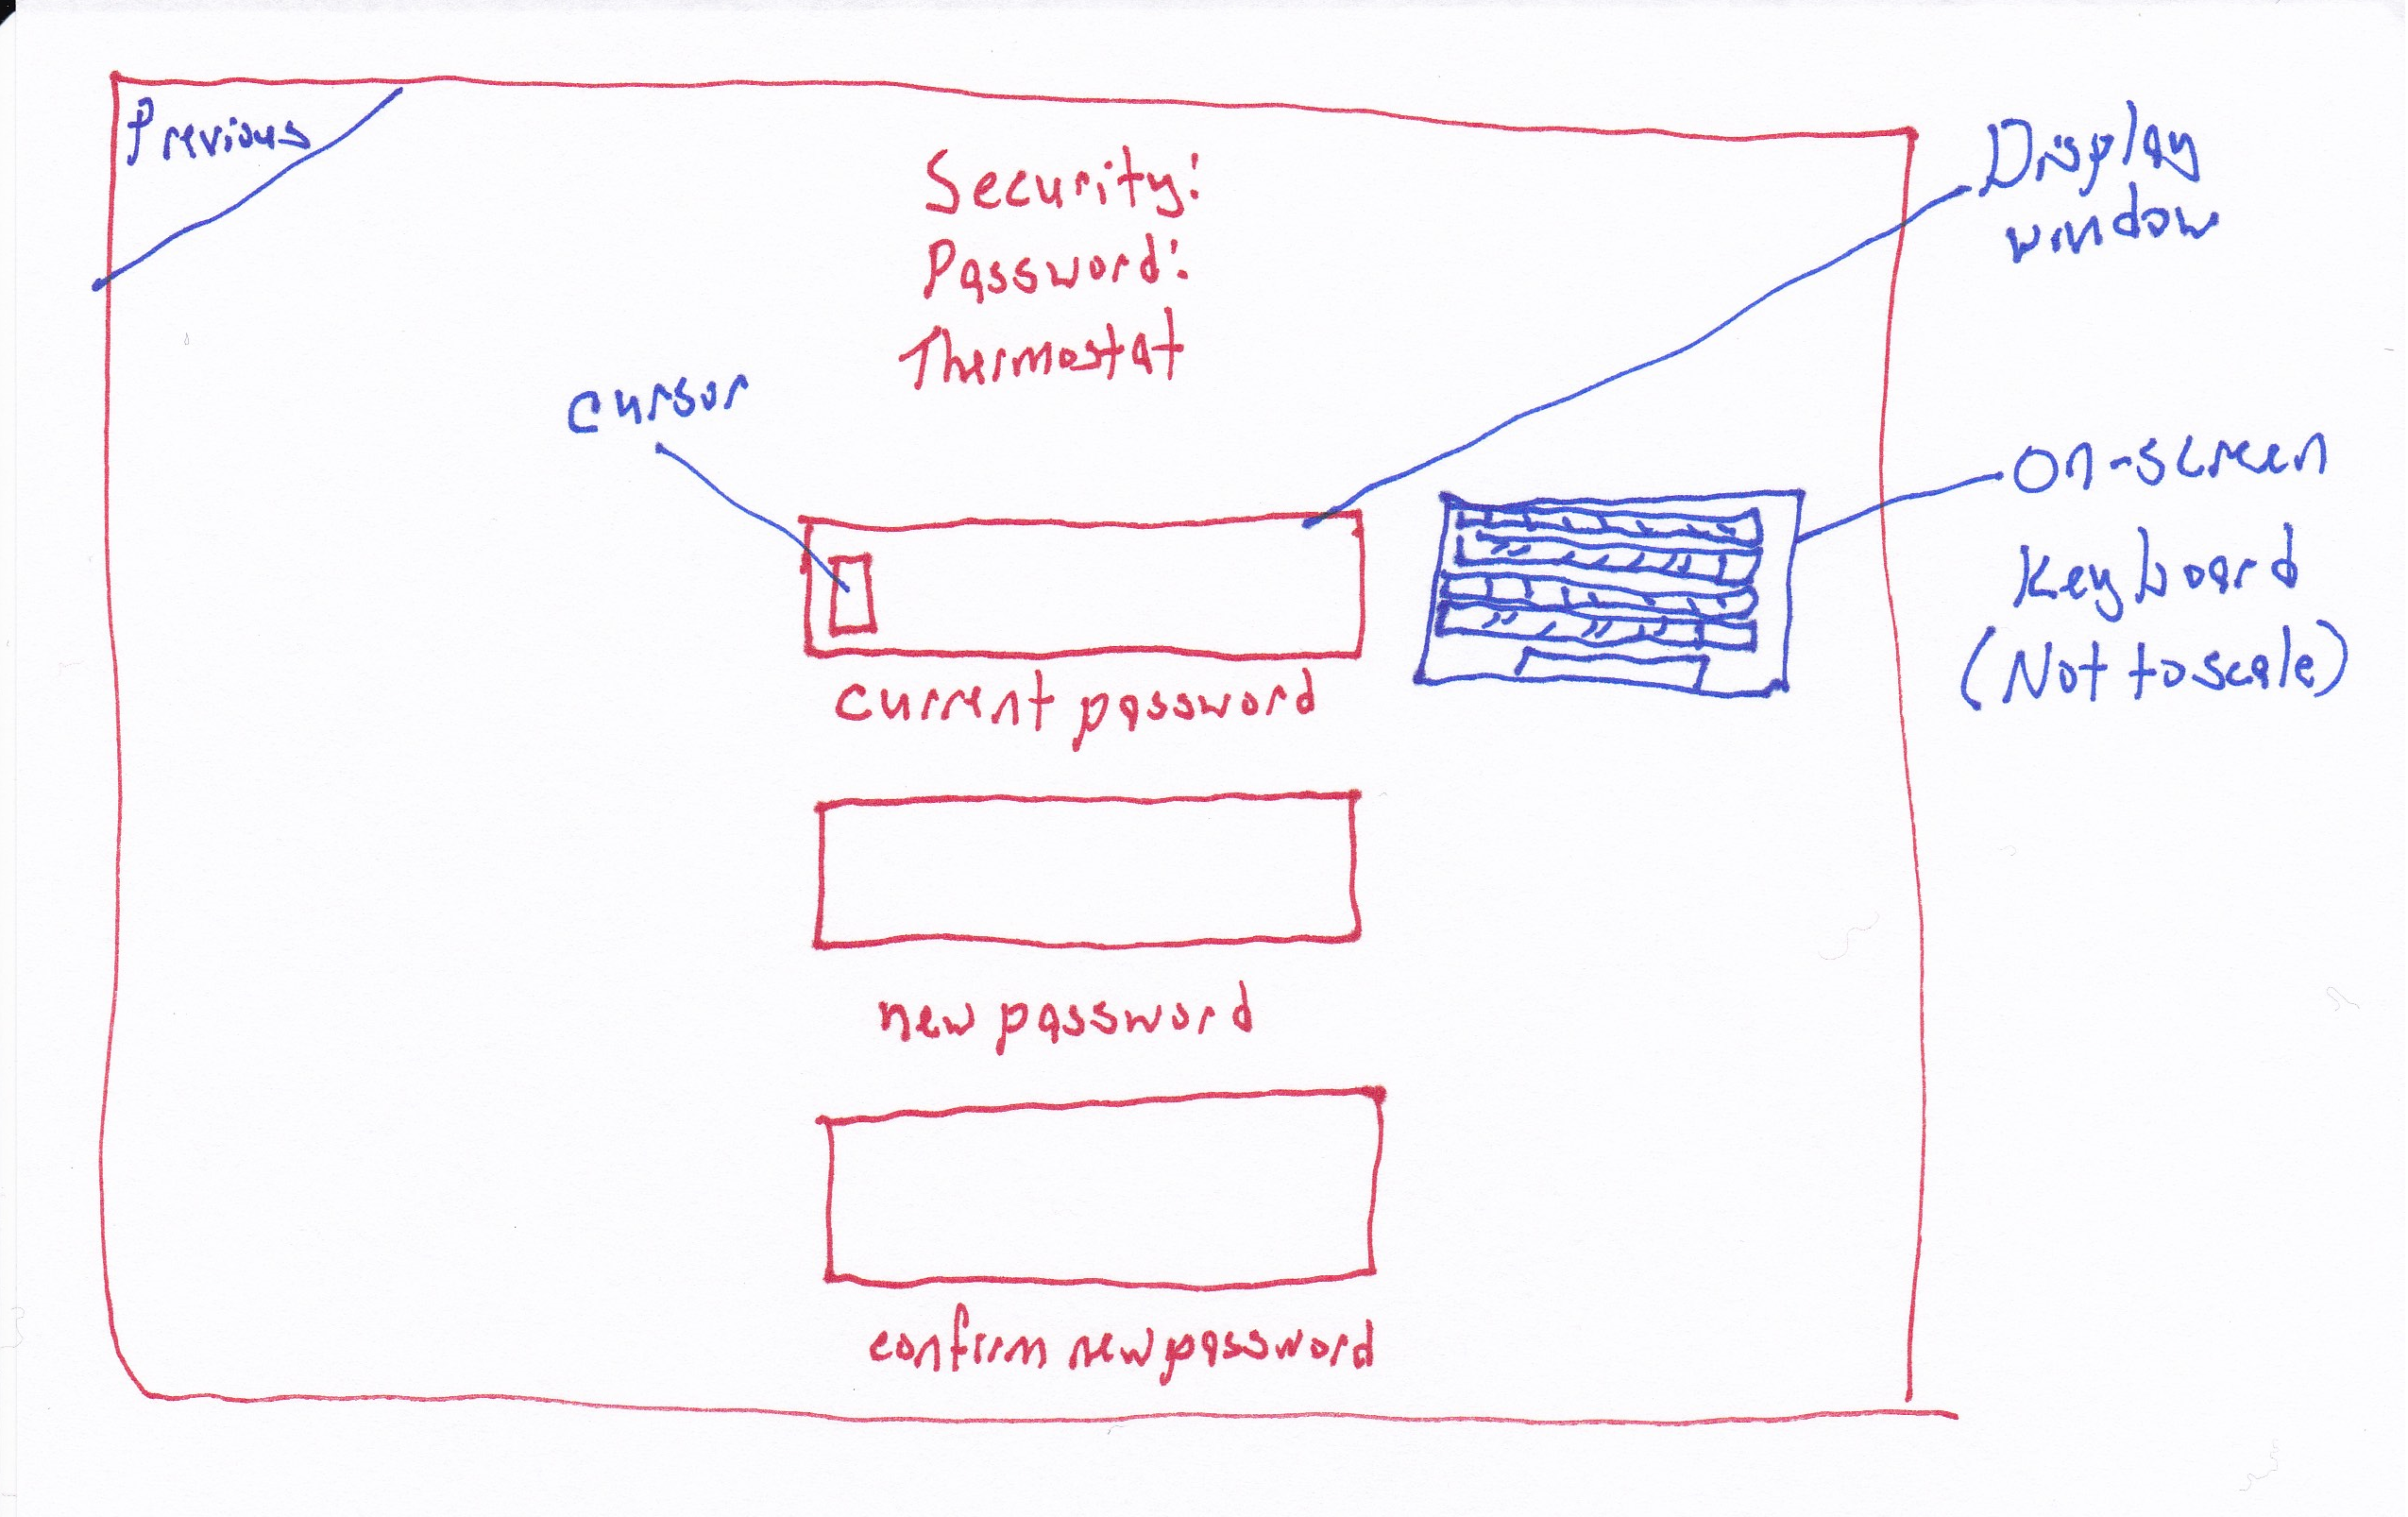 Previous
Security:
Password:
Thermostat
Display
window
cursor
On-screen
Keyboard
(Not to scale)
current password
new password
confirm new password